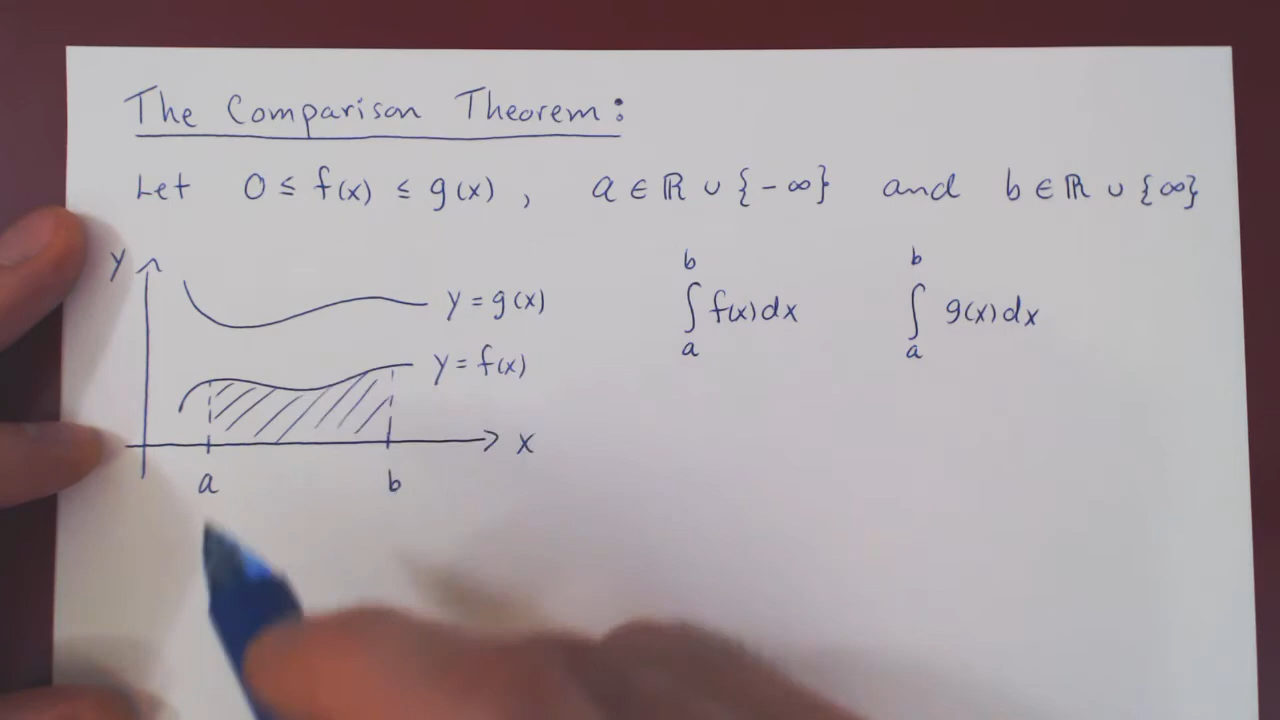 The Comparison Theorem:
Let 0 ≤ f(x) ≤ g(x), a ∈ ℝ ∪ {-∞} and b ∈ ℝ ∪ {∞}
y
y = g(x)
y = f(x)
x
a b
b
∫ f(x)dx
a
b
∫ g(x)dx
a